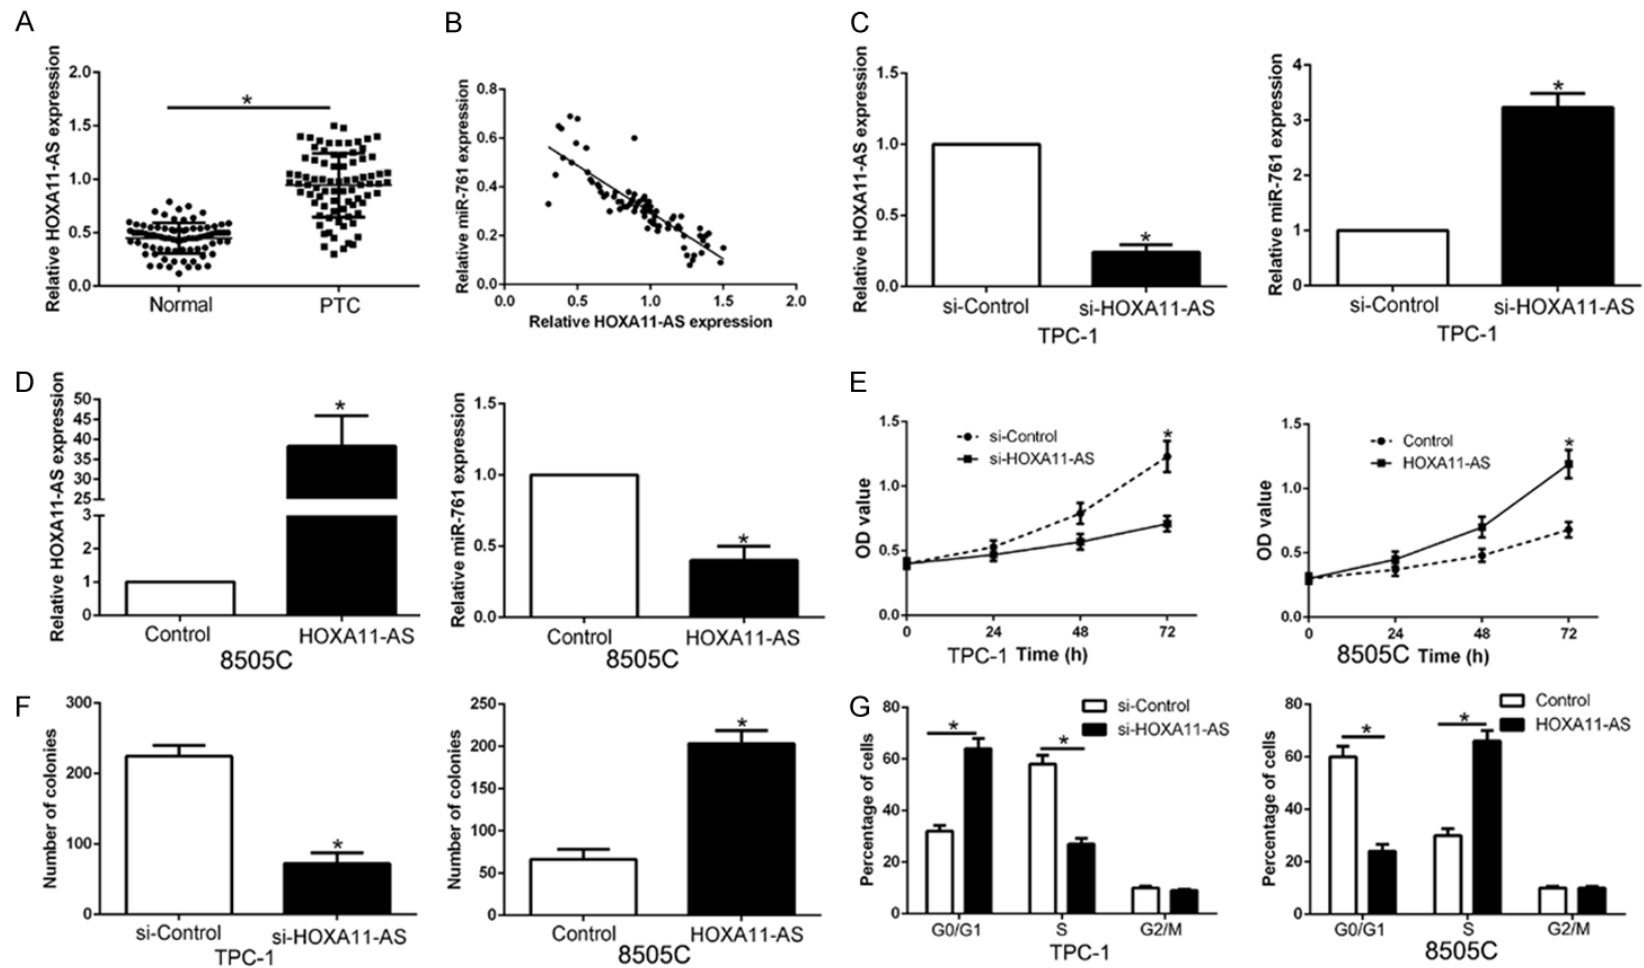 A
Relative HOXA11-AS expression
2.0
1.5
1.0
0.5
0.0
*
Normal
PTC
B
Relative miR-761 expression
0.8
0.6
0.4
0.2
0.0
0.0
0.5
1.0
1.5
2.0
Relative HOXA11-AS expression
C
Relative HOXA11-AS expression
1.5
1.0
0.5
0.0
*
si-Control
si-HOXA11-AS
TPC-1
Relative miR-761 expression
4
3
2
1
0
*
si-Control
si-HOXA11-AS
TPC-1
D
Relative HOXA11-AS expression
50
45
40
35
30
25
3
2
1
0
*
Control
HOXA11-AS
8505C
Relative miR-761 expression
1.5
1.0
0.5
0.0
*
Control
HOXA11-AS
8505C
E
OD value
1.5
1.0
0.5
0.0
si-Control
si-HOXA11-AS
*
0
24
48
72
TPC-1 Time (h)
OD value
1.5
1.0
0.5
0.0
Control
HOXA11-AS
*
0
24
48
72
8505C Time (h)
F
Number of colonies
300
200
100
0
*
si-Control
si-HOXA11-AS
TPC-1
Number of colonies
250
200
150
100
50
0
*
Control
HOXA11-AS
8505C
G
Percentage of cells
80
60
40
20
0
si-Control
si-HOXA11-AS
*
*
G0/G1
S
G2/M
TPC-1
Percentage of cells
80
60
40
20
0
Control
HOXA11-AS
*
*
G0/G1
S
G2/M
8505C